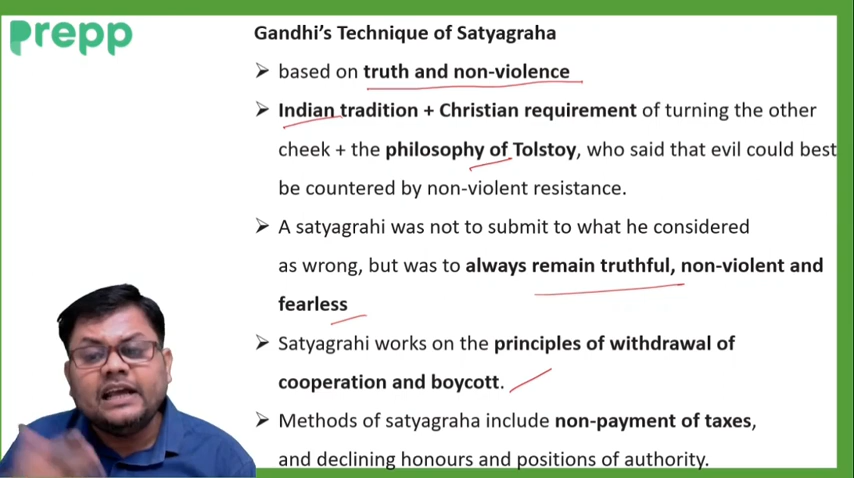 Prepp
Gandhi's Technique of Satyagraha
➤ based on truth and non-violence
➤ Indian tradition + Christian requirement of turning the other
cheek + the philosophy of Tolstoy, who said that evil could best
be countered by non-violent resistance.
➤ A satyagrahi was not to submit to what he considered
as wrong, but was to always remain truthful, non-violent and
fearless
➤ Satyagrahi works on the principles of withdrawal of
cooperation and boycott.
➤ Methods of satyagraha include non-payment of taxes,
and declining honours and positions of authority.